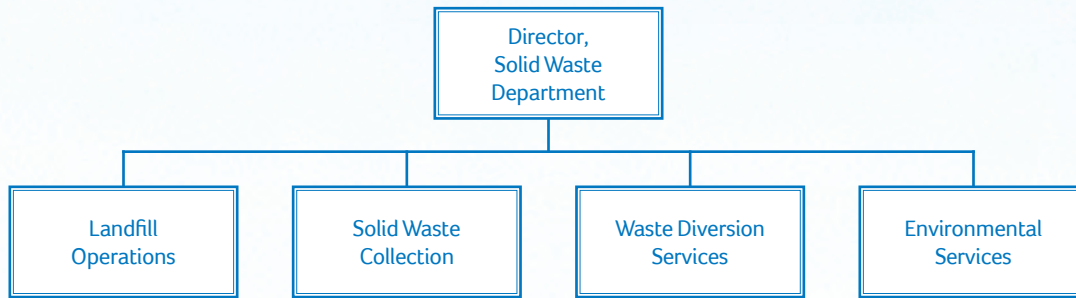 Director,
Solid Waste
Department
Landfill
Operations
Solid Waste
Collection
Waste Diversion
Services
Environmental
Services